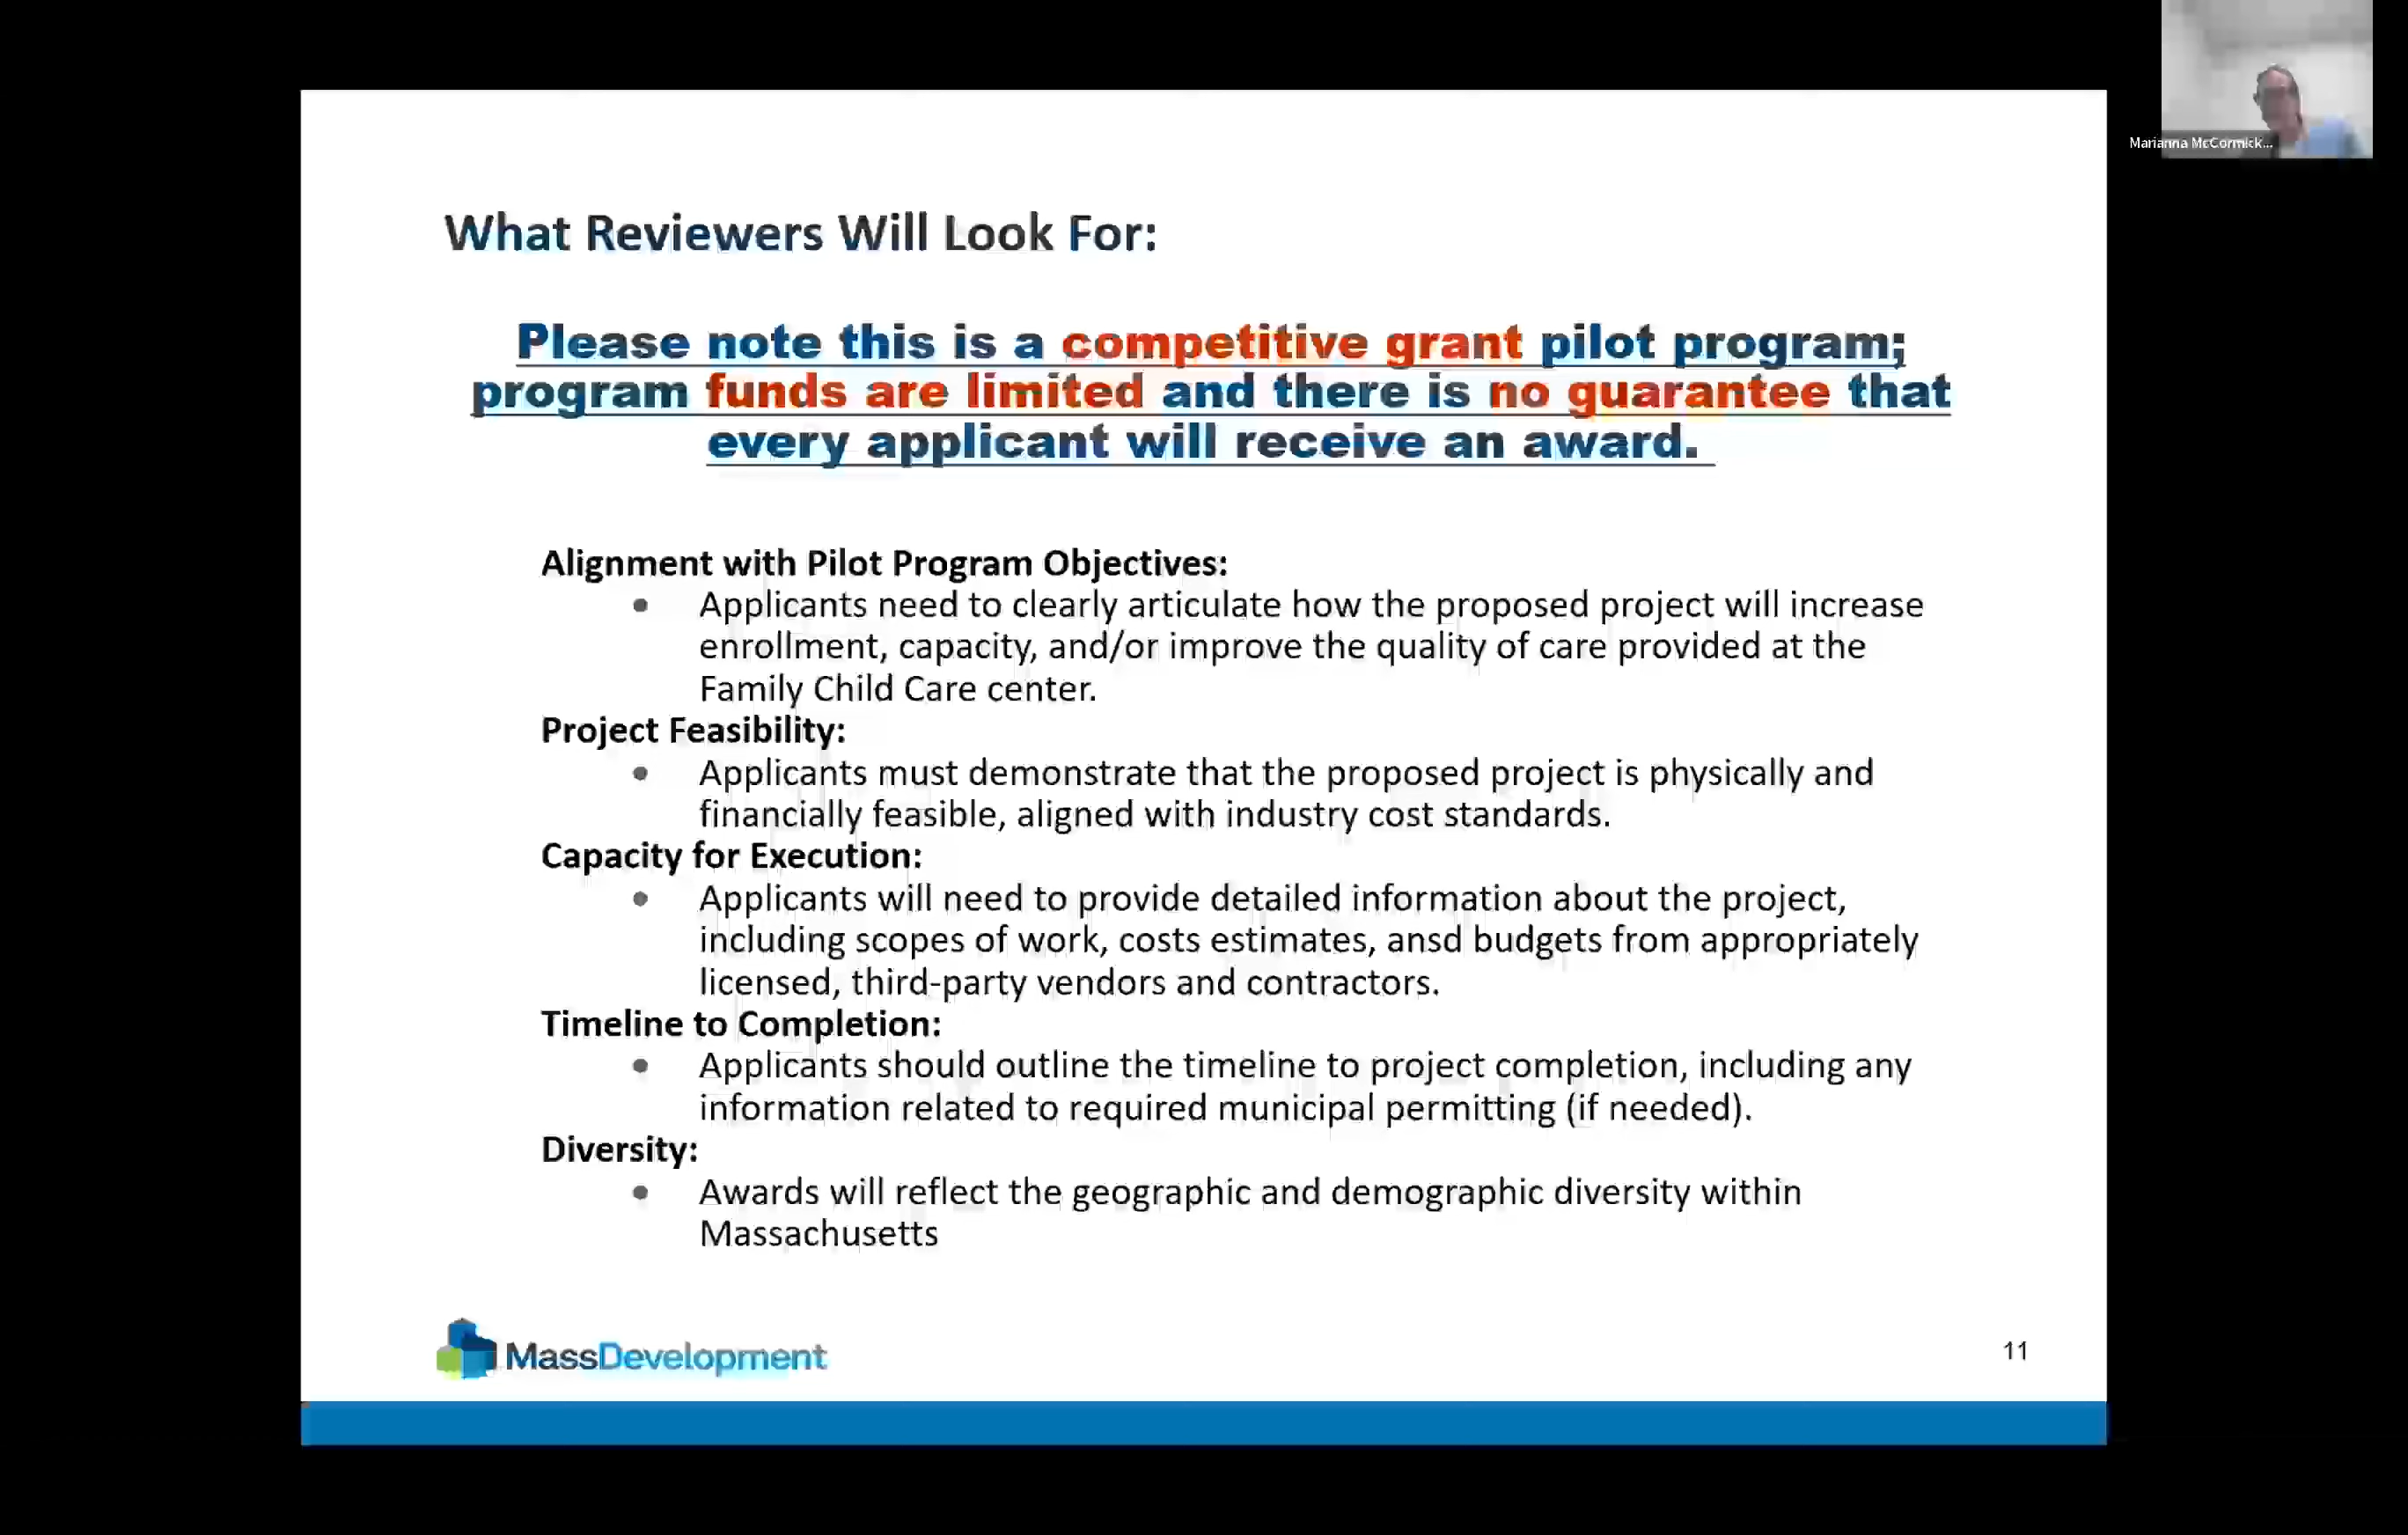 Marianna McCormick...
What Reviewers Will Look For:
Please note this is a competitive grant pilot program;
program funds are limited and there is no guarantee that
every applicant will receive an award.
Alignment with Pilot Program Objectives:
• Applicants need to clearly articulate how the proposed project will increase
enrollment, capacity, and/or improve the quality of care provided at the
Family Child Care center.
Project Feasibility:
• Applicants must demonstrate that the proposed project is physically and
financially feasible, aligned with industry cost standards.
Capacity for Execution:
• Applicants will need to provide detailed information about the project,
including scopes of work, costs estimates, ansd budgets from appropriately
licensed, third-party vendors and contractors.
Timeline to Completion:
• Applicants should outline the timeline to project completion, including any
information related to required municipal permitting (if needed).
Diversity:
• Awards will reflect the geographic and demographic diversity within
Massachusetts
MassDevelopment
11